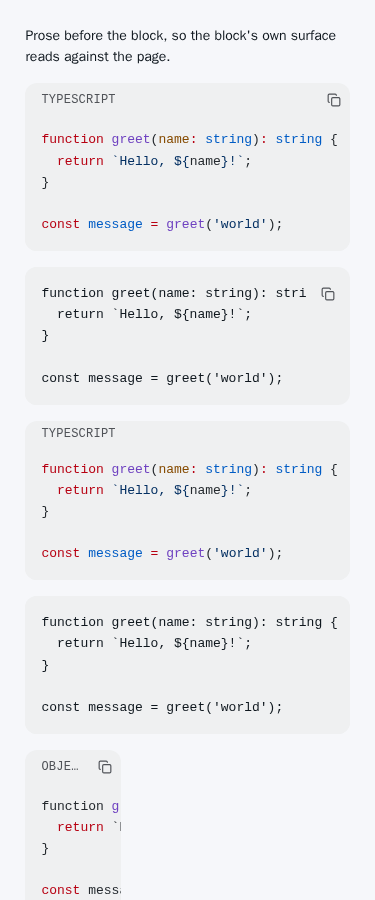 Prose before the block, so the block's own surface
reads against the page.
TYPESCRIPT
function greet(name: string): string {
  return `Hello, ${name}!`;
}
const message = greet('world');
function greet(name: string): stri
  return `Hello, ${name}!`;
}
const message = greet('world');
TYPESCRIPT
function greet(name: string): string {
  return `Hello, ${name}!`;
}
const message = greet('world');
function greet(name: string): string {
  return `Hello, ${name}!`;
}
const message = greet('world');
OBJE…
function g
  return `
}
const mess